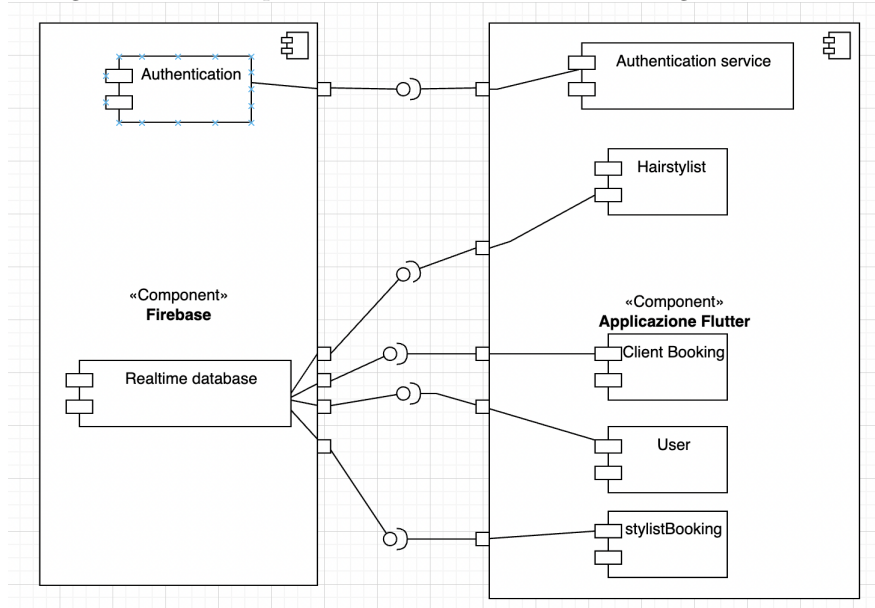 Authentication
Authentication service
Hairstylist
«Component»
Firebase
«Component»
Applicazione Flutter
Realtime database
Client Booking
User
stylistBooking